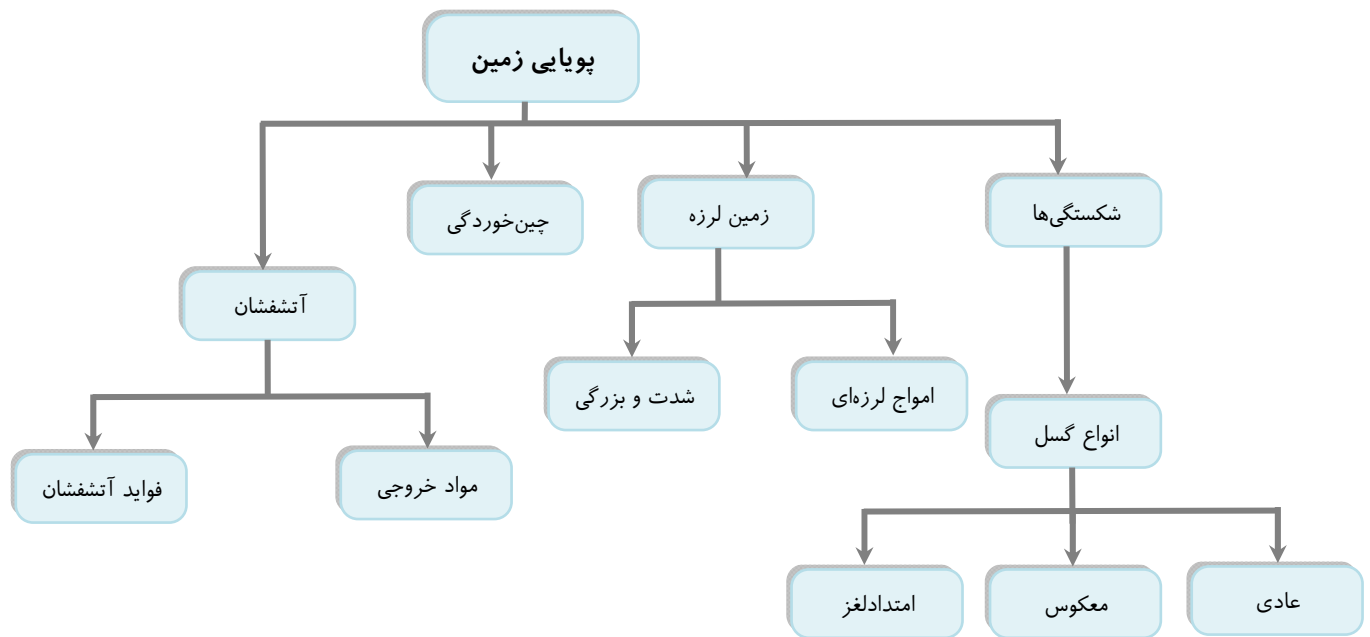 پویایی زمین
شکستگی‌ها
زمین لرزه
چین‌خوردگی
آتشفشان
امواج لرزه‌ای
شدت و بزرگی
انواع گسل
مواد خروجی
فواید آتشفشان
عادی
معکوس
امتدادلغز